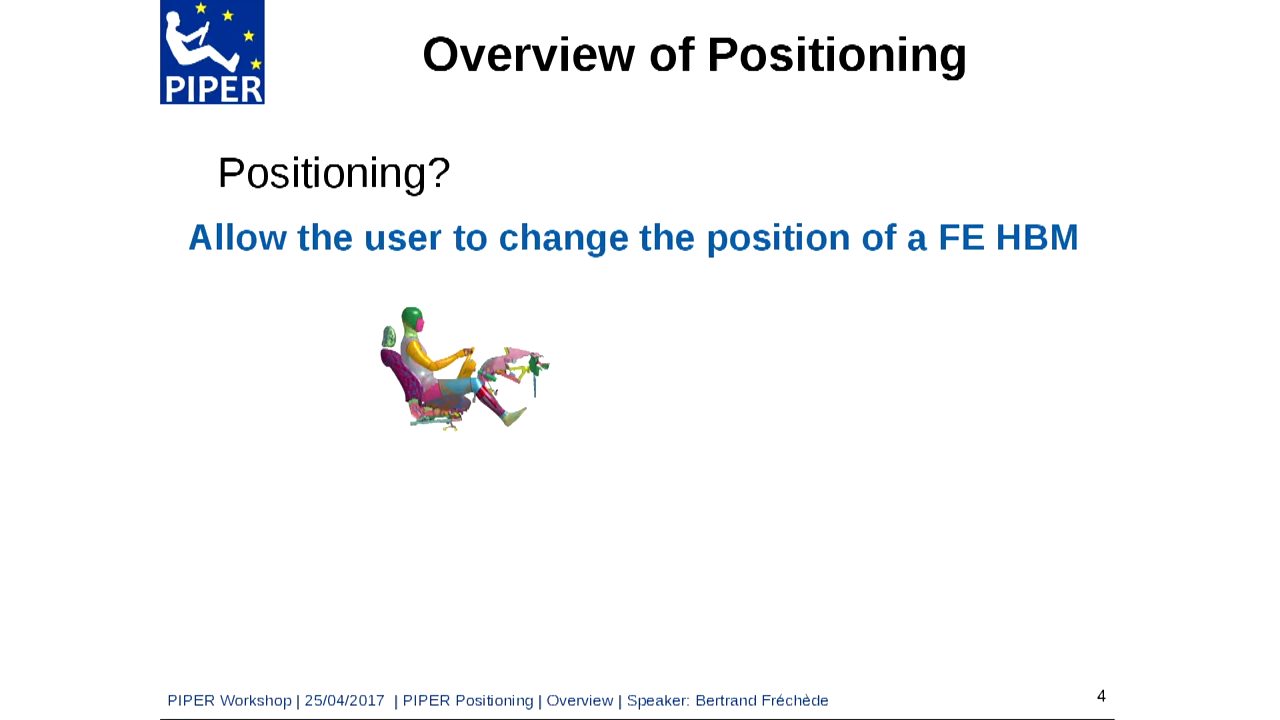 PIPER
Overview of Positioning
Positioning?
Allow the user to change the position of a FE HBM
PIPER Workshop | 25/04/2017 | PIPER Positioning | Overview | Speaker: Bertrand Fréchède
4